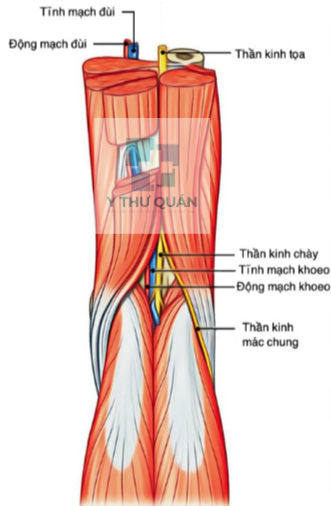 Tĩnh mạch đùi
Động mạch đùi
Thần kinh tọa
Y THƯ QUÁN
Thần kinh chày
Tĩnh mạch khoeo
Động mạch khoeo
Thần kinh
mác chung